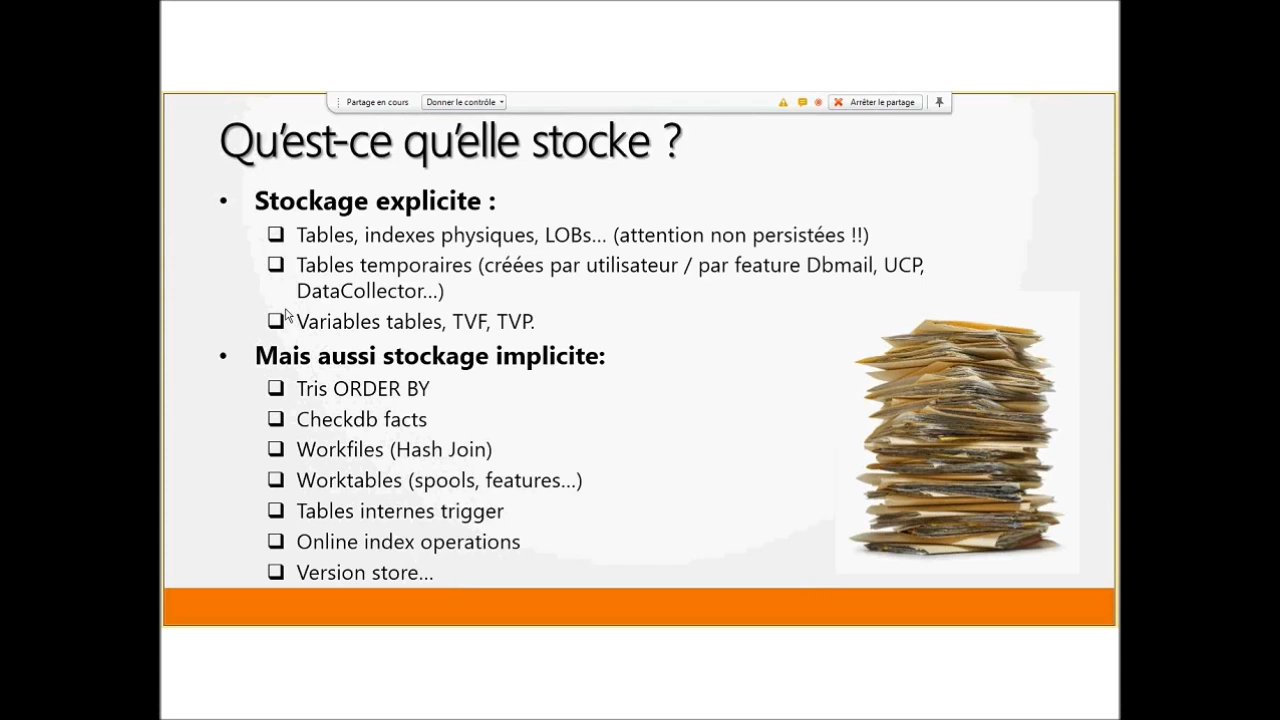 Partage en cours
Donner le contrôle
Arrêter le partage
Qu'est-ce qu'elle stocke ?
• Stockage explicite :
❑ Tables, indexes physiques, LOBs... (attention non persistées !!)
❑ Tables temporaires (créées par utilisateur / par feature Dbmail, UCP,
DataCollector...)
❑ Variables tables, TVF, TVP.
• Mais aussi stockage implicite:
❑ Tris ORDER BY
❑ Checkdb facts
❑ Workfiles (Hash Join)
❑ Worktables (spools, features...)
❑ Tables internes trigger
❑ Online index operations
❑ Version store...